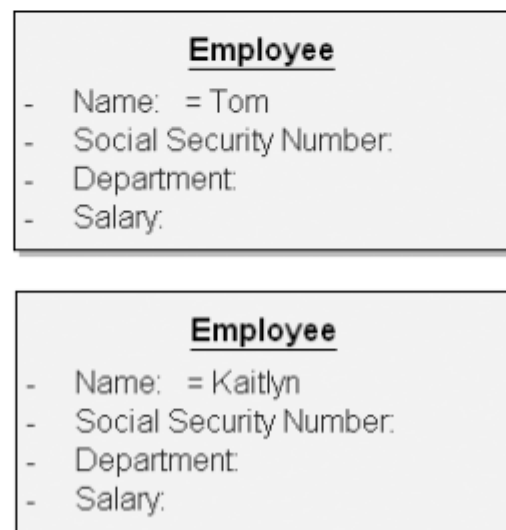 Employee
- Name: = Tom
- Social Security Number:
- Department:
- Salary:
Employee
- Name: = Kaitlyn
- Social Security Number:
- Department:
- Salary: